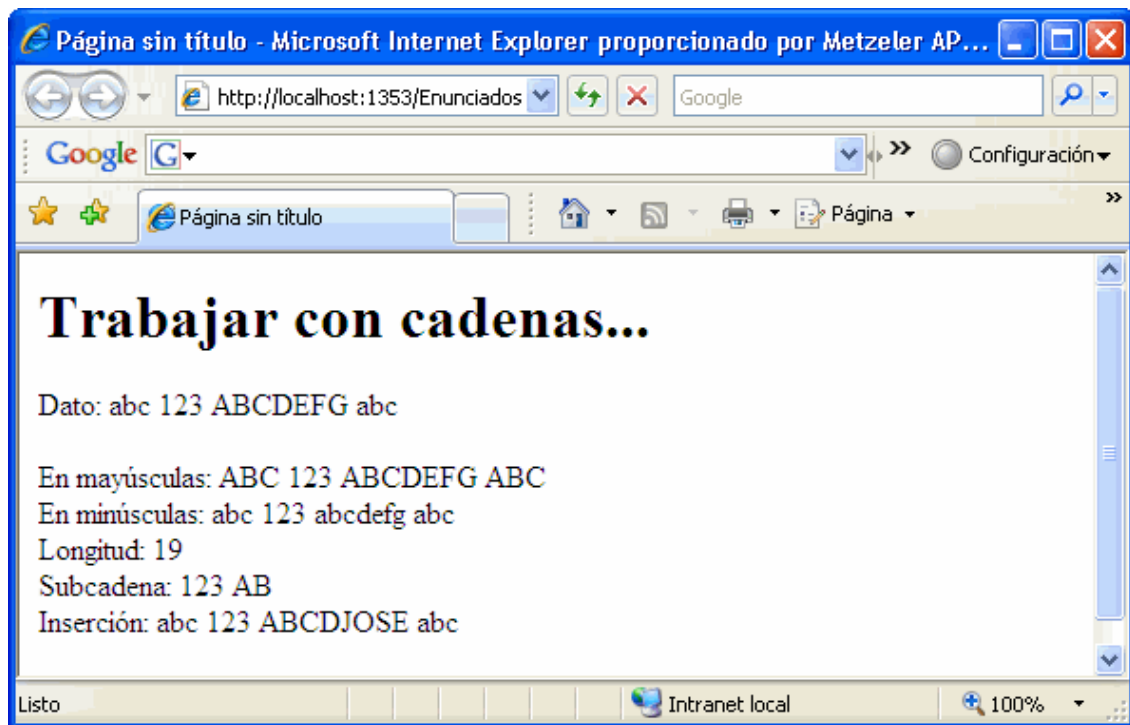 Página sin título - Microsoft Internet Explorer proporcionado por Metzeler AP...
http://localhost:1353/Enunciados
Google
Google G
Configuración
Página sin título
Página
Trabajar con cadenas...
Dato: abc 123 ABCDEFG abc
En mayúsculas: ABC 123 ABCDEFG ABC
En minúsculas: abc 123 abcdefg abc
Longitud: 19
Subcadena: 123 AB
Inserción: abc 123 ABCDJOSE abc
Listo
Intranet local
100%